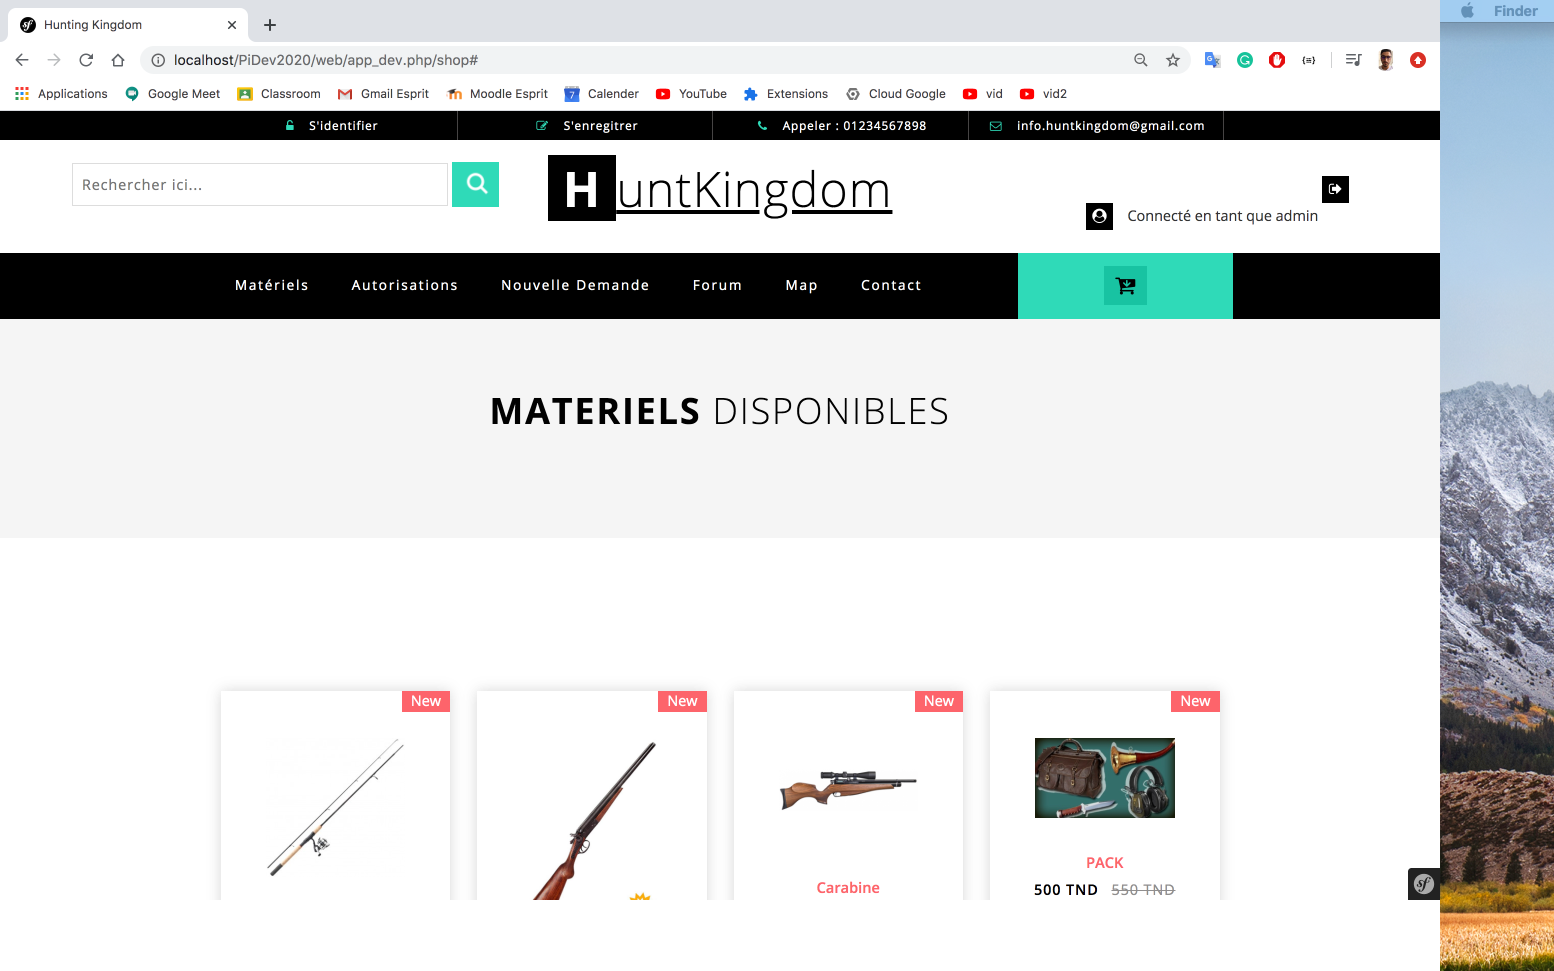 Hunting Kingdom
Finder
localhost/PiDev2020/web/app_dev.php/shop#
Applications Google Meet Classroom Gmail Esprit Moodle Esprit 7 Calender YouTube Extensions Cloud Google vid vid2
S'identifier S'enregitrer Appeler : 01234567898 info.huntkingdom@gmail.com
Rechercher ici...
HuntKingdom
Connecté en tant que admin
Matériels Autorisations Nouvelle Demande Forum Map Contact
MATERIELS DISPONIBLES
New New New New
PACK
Carabine
500 TND 550 TND